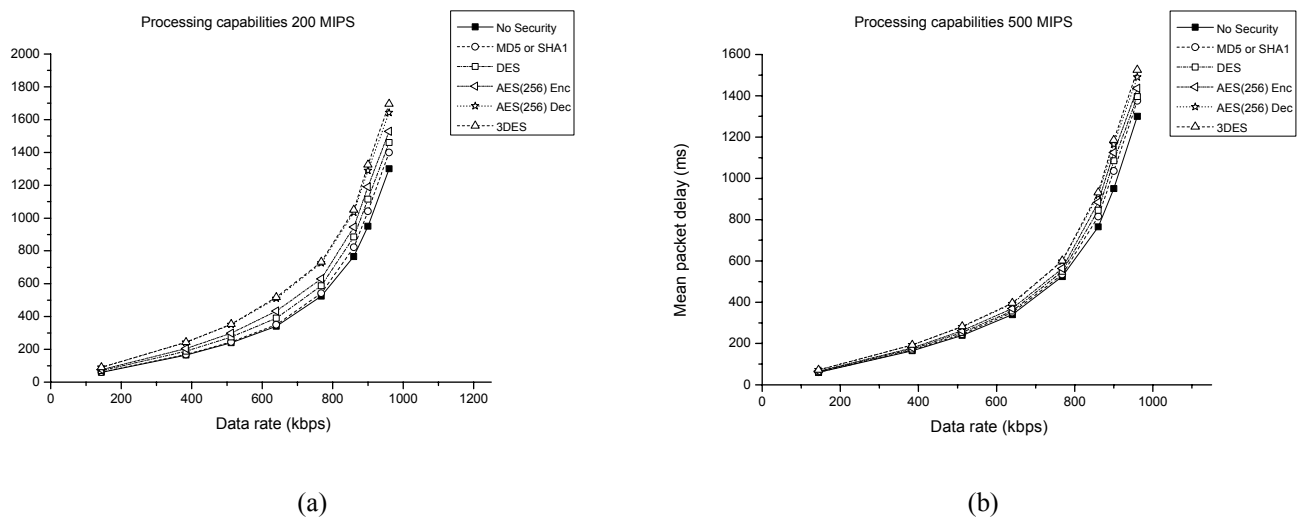 Processing capabilities 200 MIPS
No Security
MD5 or SHA1
DES
AES(256) Enc
AES(256) Dec
3DES
2000
1800
1600
1400
1200
1000
800
600
400
200
0
0 200 400 600 800 1000 1200
Data rate (kbps)
(a)
Processing capabilities 500 MIPS
No Security
MD5 or SHA1
DES
AES(256) Enc
AES(256) Dec
3DES
Mean packet delay (ms)
1600
1400
1200
1000
800
600
400
200
0
0 200 400 600 800 1000
Data rate (kbps)
(b)